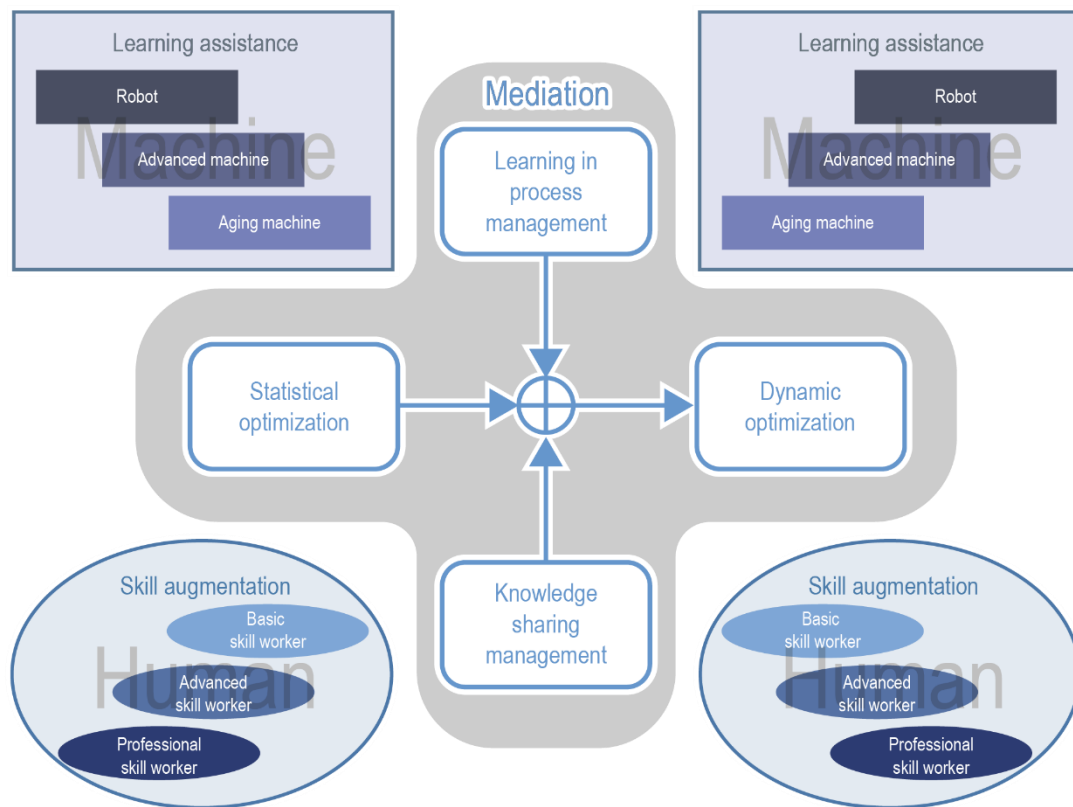 Learning assistance
Robot
Machine
Advanced machine
Aging machine
Mediation
Learning in
process
management
Learning assistance
Robot
Machine
Advanced machine
Aging machine
Statistical
optimization
Dynamic
optimization
Skill augmentation
Basic
skill worker
Human
Advanced
skill worker
Professional
skill worker
Knowledge
sharing
management
Skill augmentation
Basic
skill worker
Human
Advanced
skill worker
Professional
skill worker